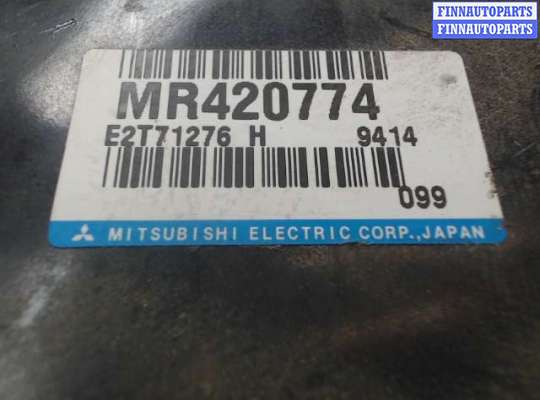 FINNAUTOPARTS
FINNAUTOPARTS
MR420774
E2T71276 H 9414
099
MITSUBISHI ELECTRIC CORP., JAPAN